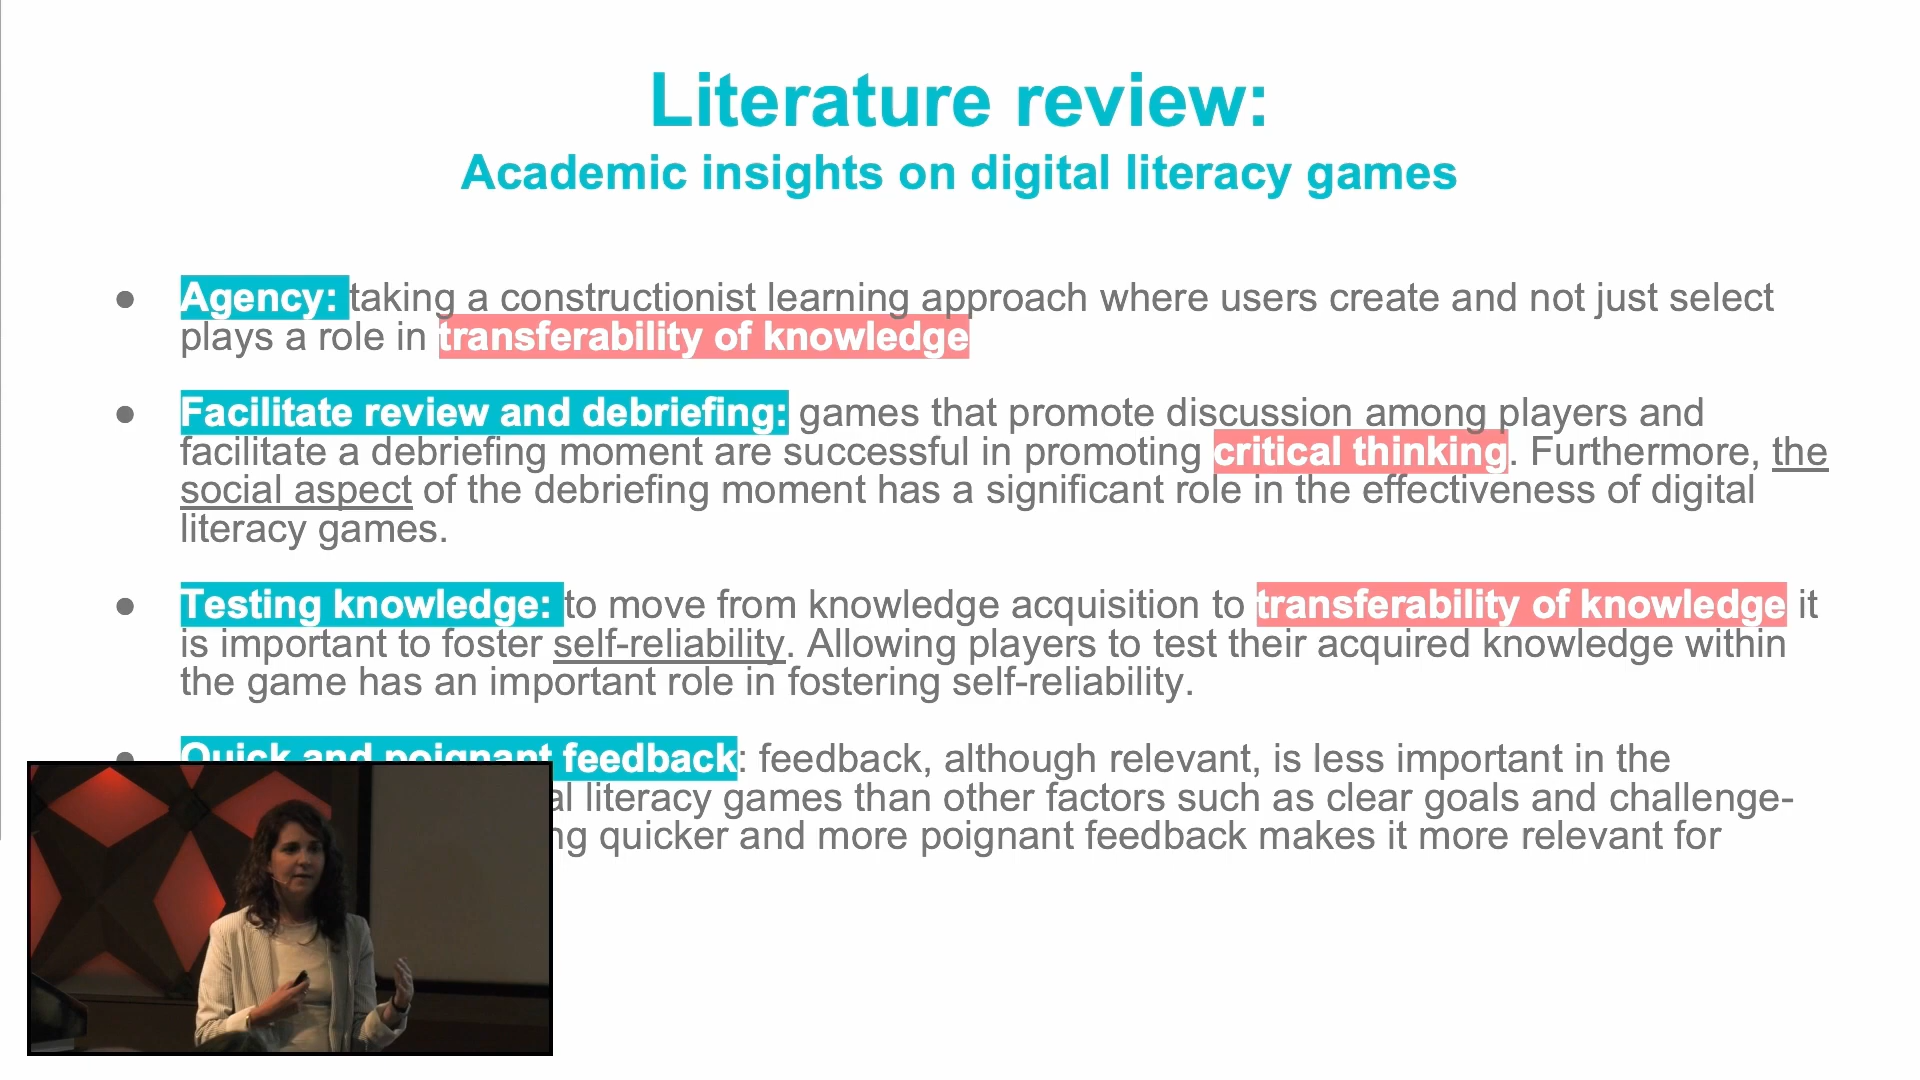 Literature review:
Academic insights on digital literacy games
● Agency: taking a constructionist learning approach where users create and not just select
plays a role in transferability of knowledge
● Facilitate review and debriefing: games that promote discussion among players and
facilitate a debriefing moment are successful in promoting critical thinking. Furthermore, the
social aspect of the debriefing moment has a significant role in the effectiveness of digital
literacy games.
● Testing knowledge: to move from knowledge acquisition to transferability of knowledge it
is important to foster self-reliability. Allowing players to test their acquired knowledge within
the game has an important role in fostering self-reliability.
● Quick and poignant feedback: feedback, although relevant, is less important in the
literacy games than other factors such as clear goals and challenge-
quicker and more poignant feedback makes it more relevant for